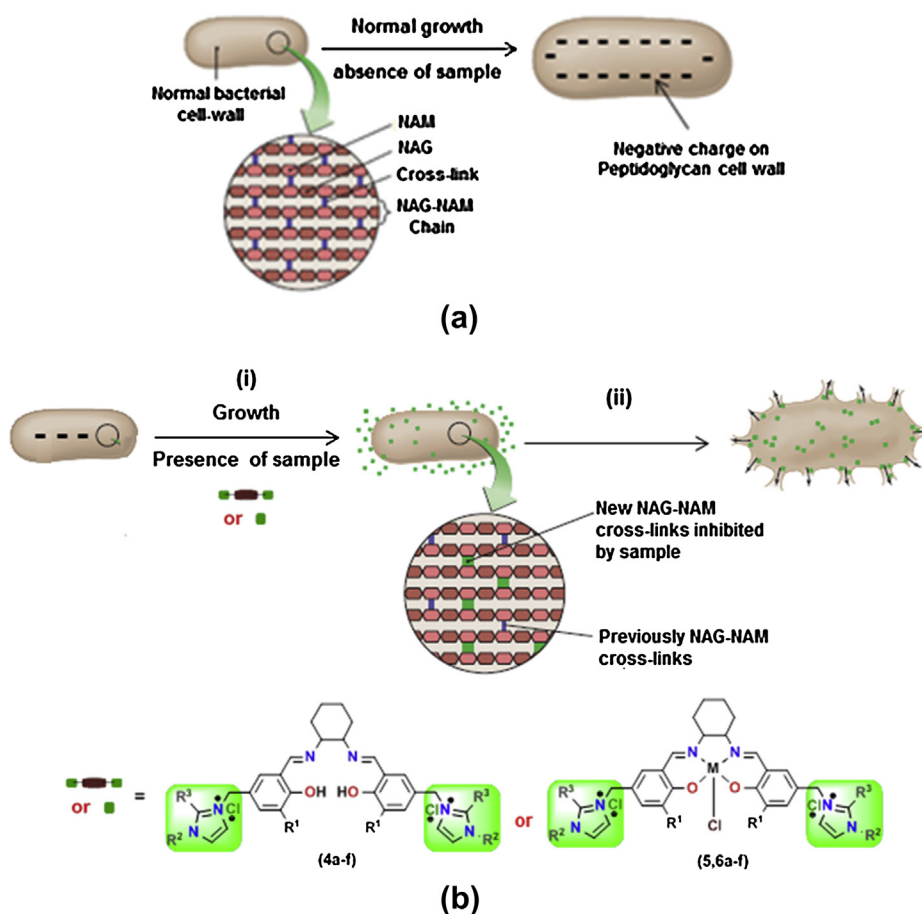 Normal growth
absence of sample
Normal bacterial
cell-wall
Negative charge on
Peptidoglycan cell wall
NAM
NAG
Cross-link
NAG-NAM
Chain
(a)
(i)
Growth
Presence of sample
or
(ii)
New NAG-NAM
cross-links inhibited
by sample
Previously NAG-NAM
cross-links
or
=
R³
N
Cl
N
R²
N
N
OH
HO
R¹
R¹
R³
Cl
N
N
R²
(4a-f)
or
R³
N
Cl
N
R²
N
N
M
O
O
Cl
R¹
R¹
R³
Cl
N
N
R²
(5,6a-f)
(b)